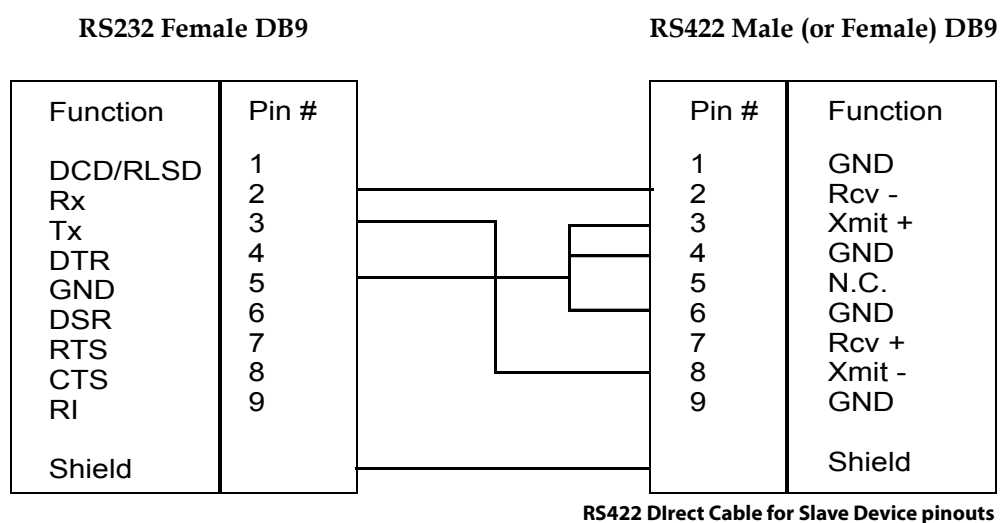 RS232 Female DB9    RS422 Male (or Female) DB9
Function    Pin #    Pin #    Function
DCD/RLSD    1    1    GND
Rx    2    2    Rcv -
Tx    3    3    Xmit +
DTR    4    4    GND
GND    5    5    N.C.
DSR    6    6    GND
RTS    7    7    Rcv +
CTS    8    8    Xmit -
RI    9    9    GND
Shield    Shield
RS422 DIrect Cable for Slave Device pinouts